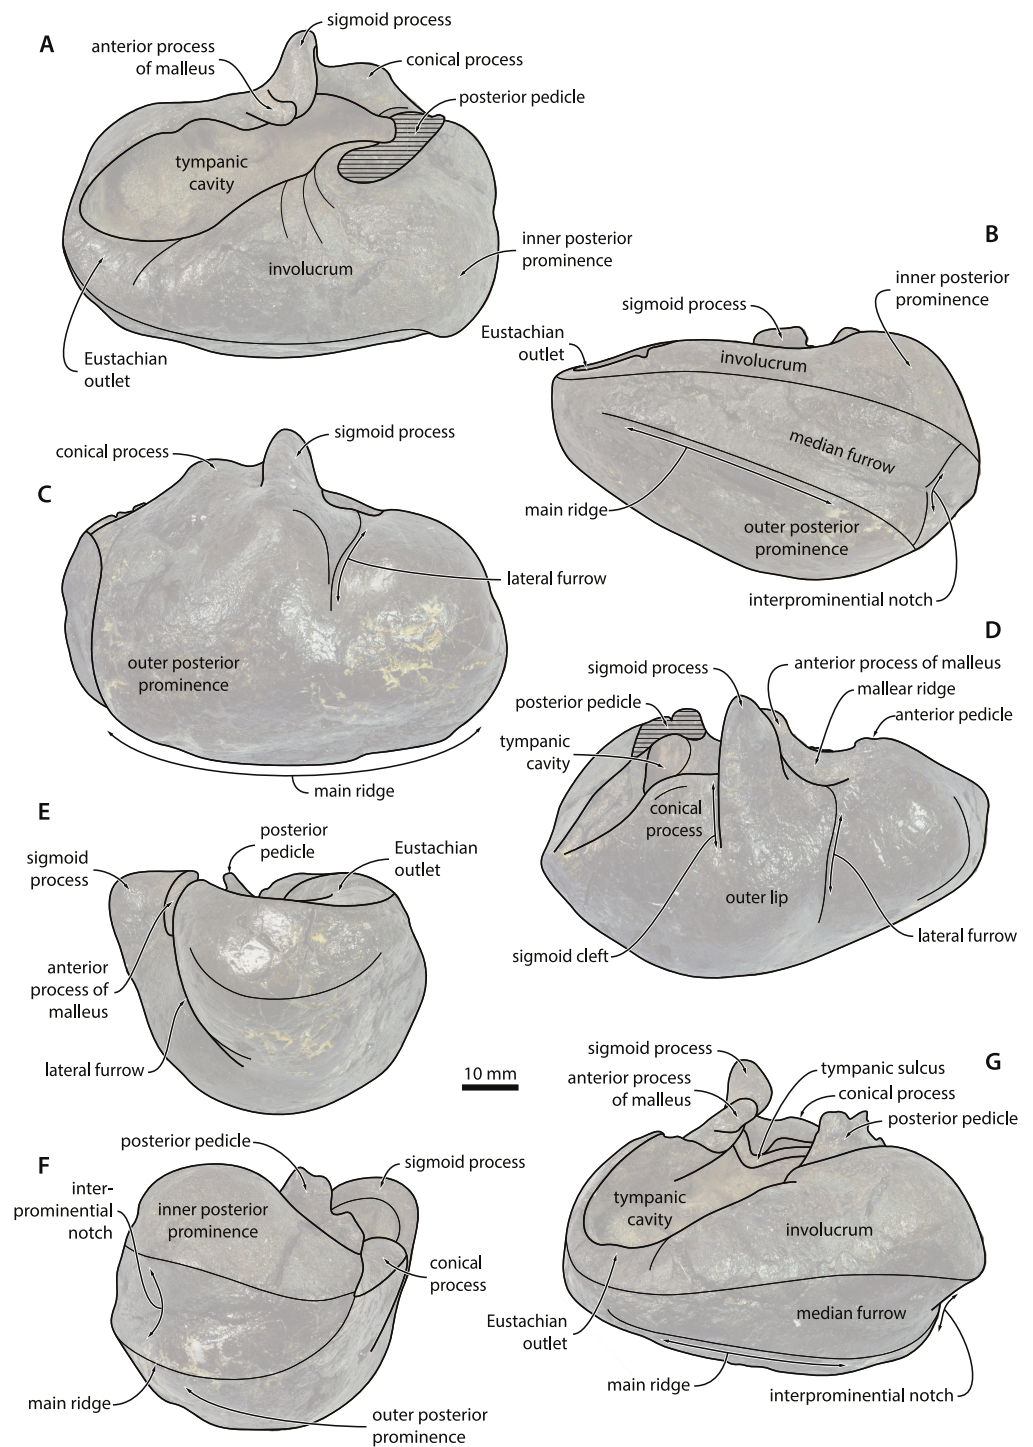 A
sigmoid process
anterior process
of malleus
conical process
posterior pedicle
tympanic
cavity
involucrum
inner posterior
prominence
Eustachian
outlet
B
inner posterior
prominence
sigmoid process
Eustachian
outlet
involucrum
median furrow
main ridge
outer posterior
prominence
interprominential notch
C
conical process
sigmoid process
lateral furrow
outer posterior
prominence
main ridge
D
sigmoid process
anterior process of malleus
mallear ridge
posterior pedicle
anterior pedicle
tympanic
cavity
conical
process
outer lip
sigmoid cleft
lateral furrow
E
posterior
pedicle
Eustachian
outlet
sigmoid
process
anterior
process of
malleus
lateral furrow
10 mm
F
posterior pedicle
sigmoid process
inter-
prominential
notch
inner posterior
prominence
conical
process
main ridge
outer posterior
prominence
G
sigmoid process
tympanic sulcus
anterior process
of malleus
conical process
posterior pedicle
tympanic
cavity
involucrum
Eustachian
outlet
median furrow
main ridge
interprominential notch